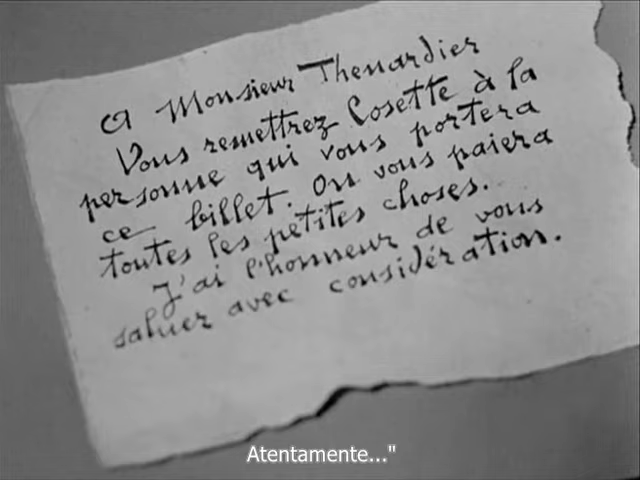 A Monsieur Thenardier
Vous remettrez Cosette à la
personne qui vous portera
ce billet. On vous paiera
toutes les petites choses.
J'ai l'honneur de vous
saluer avec considération.
Atentamente..."